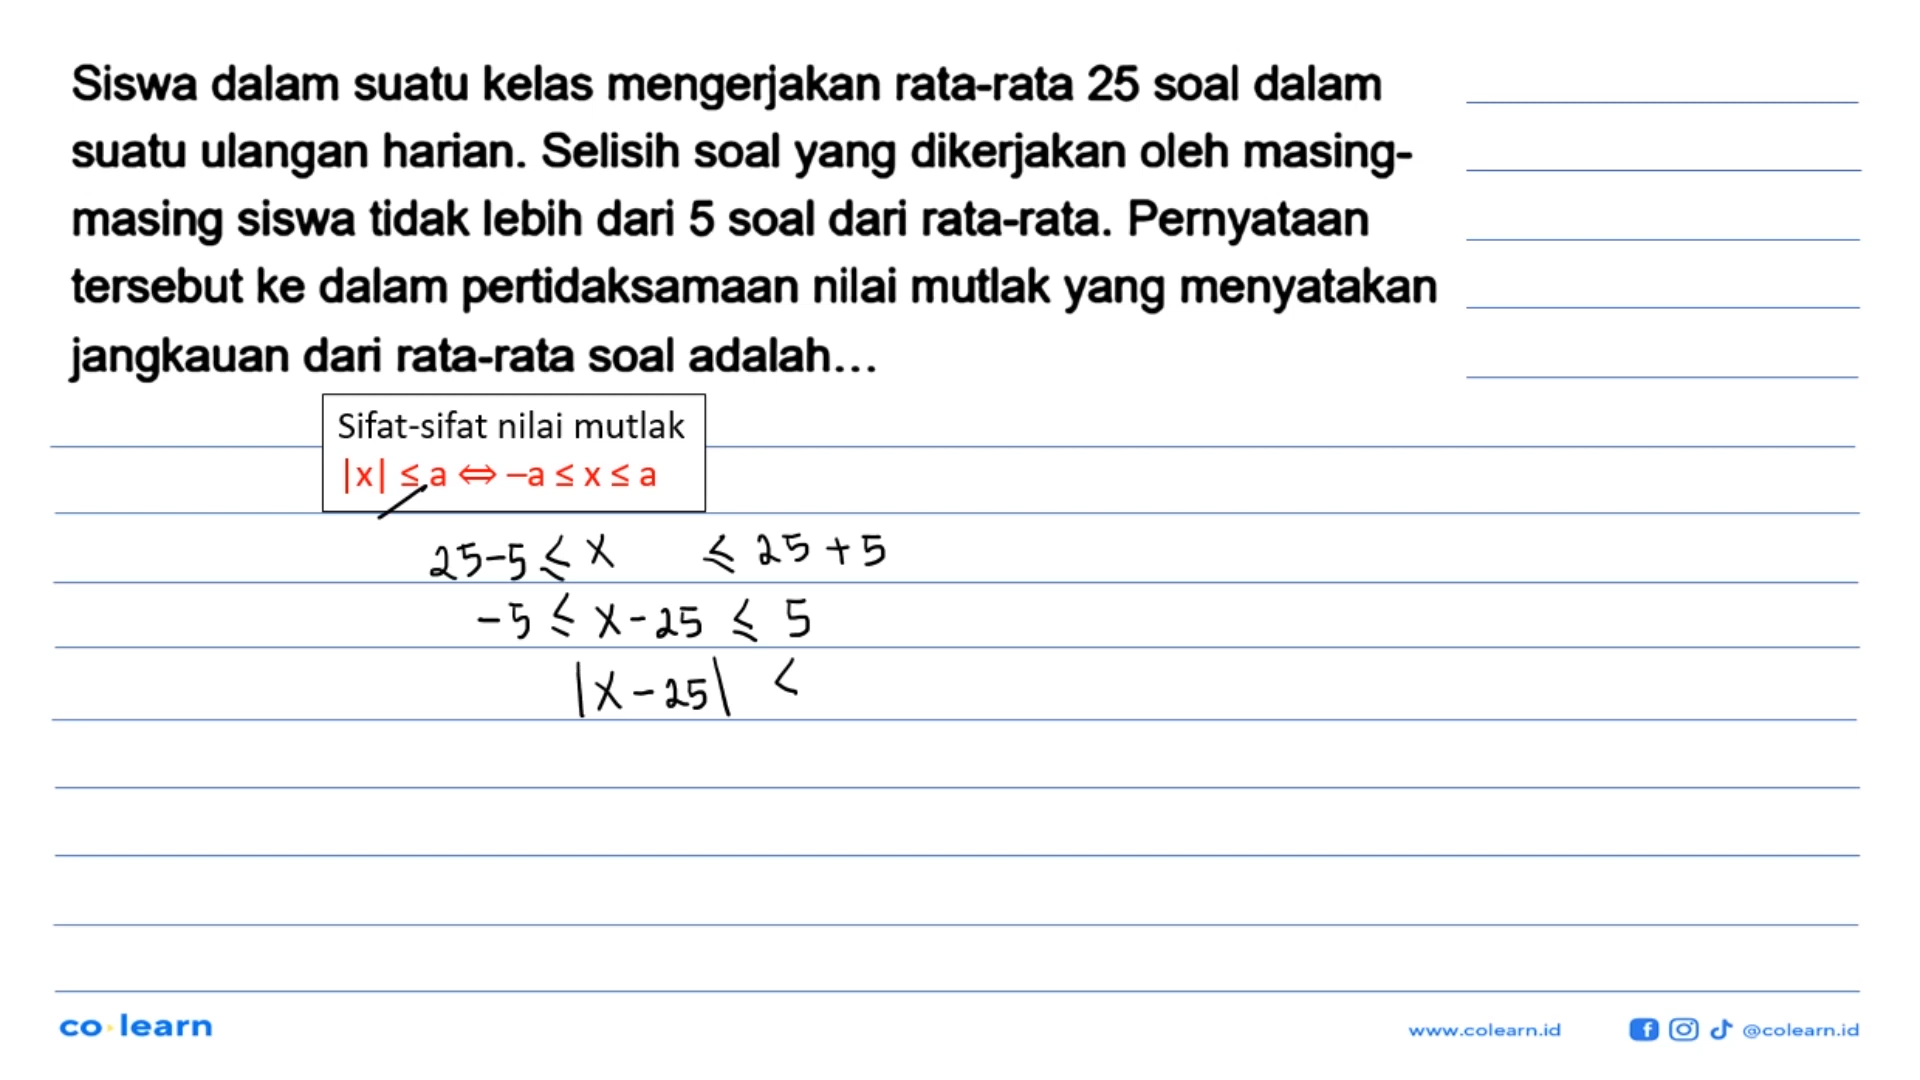 Siswa dalam suatu kelas mengerjakan rata-rata 25 soal dalam
suatu ulangan harian. Selisih soal yang dikerjakan oleh masing-
masing siswa tidak lebih dari 5 soal dari rata-rata. Pernyataan
tersebut ke dalam pertidaksamaan nilai mutlak yang menyatakan
jangkauan dari rata-rata soal adalah...
Sifat-sifat nilai mutlak
|x| ≤ a ⇔ –a ≤ x ≤ a
25-5 ≤ x ≤ 25 + 5
-5 ≤ x - 25 ≤ 5
|x - 25| <
co learn
www.colearn.id
@colearn.id